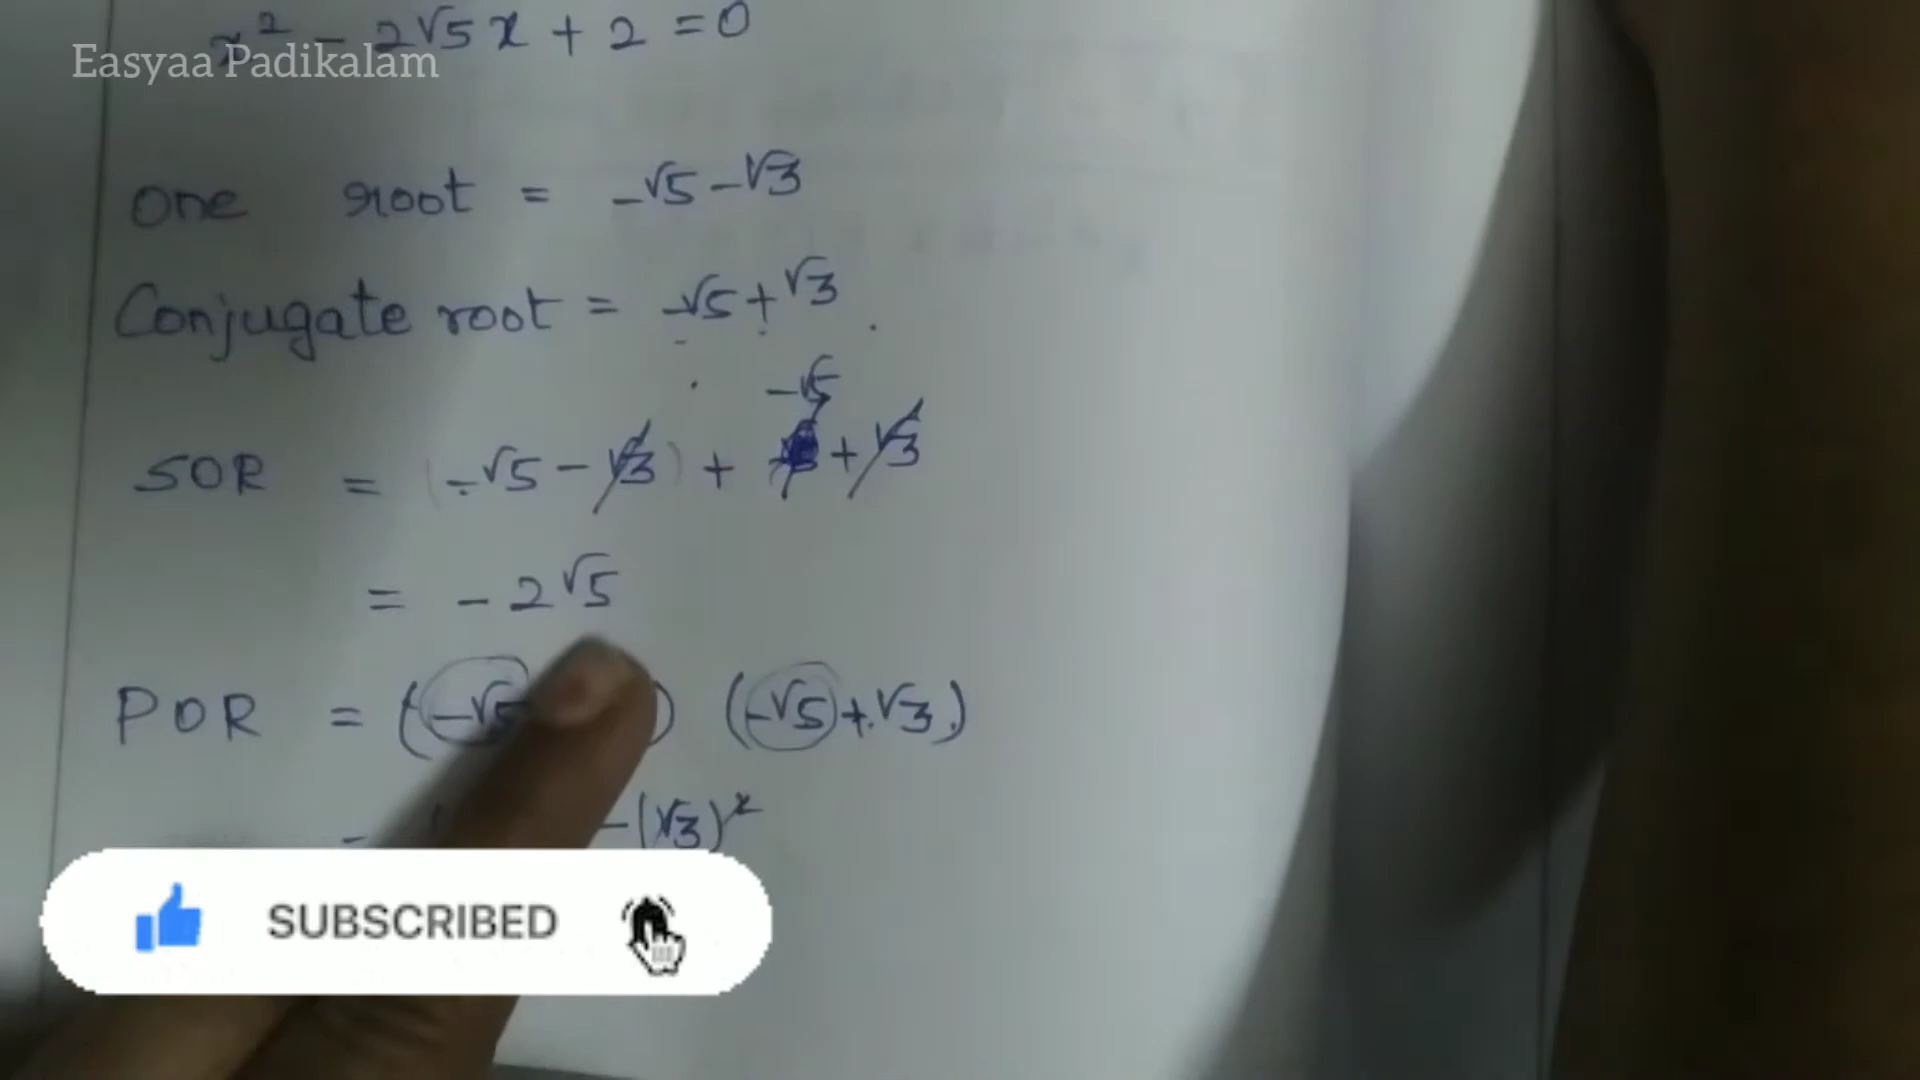 x² - 2√5 x + 2 = 0
Easyaa Padikalam
One root = -√5 - √3
Conjugate root = -√5 + √3
-√5
SOR = (-√5 - √3) + + √3
= -2√5
POR = (-√5 ) (-√5 + √3)
-(√3)²
SUBSCRIBED